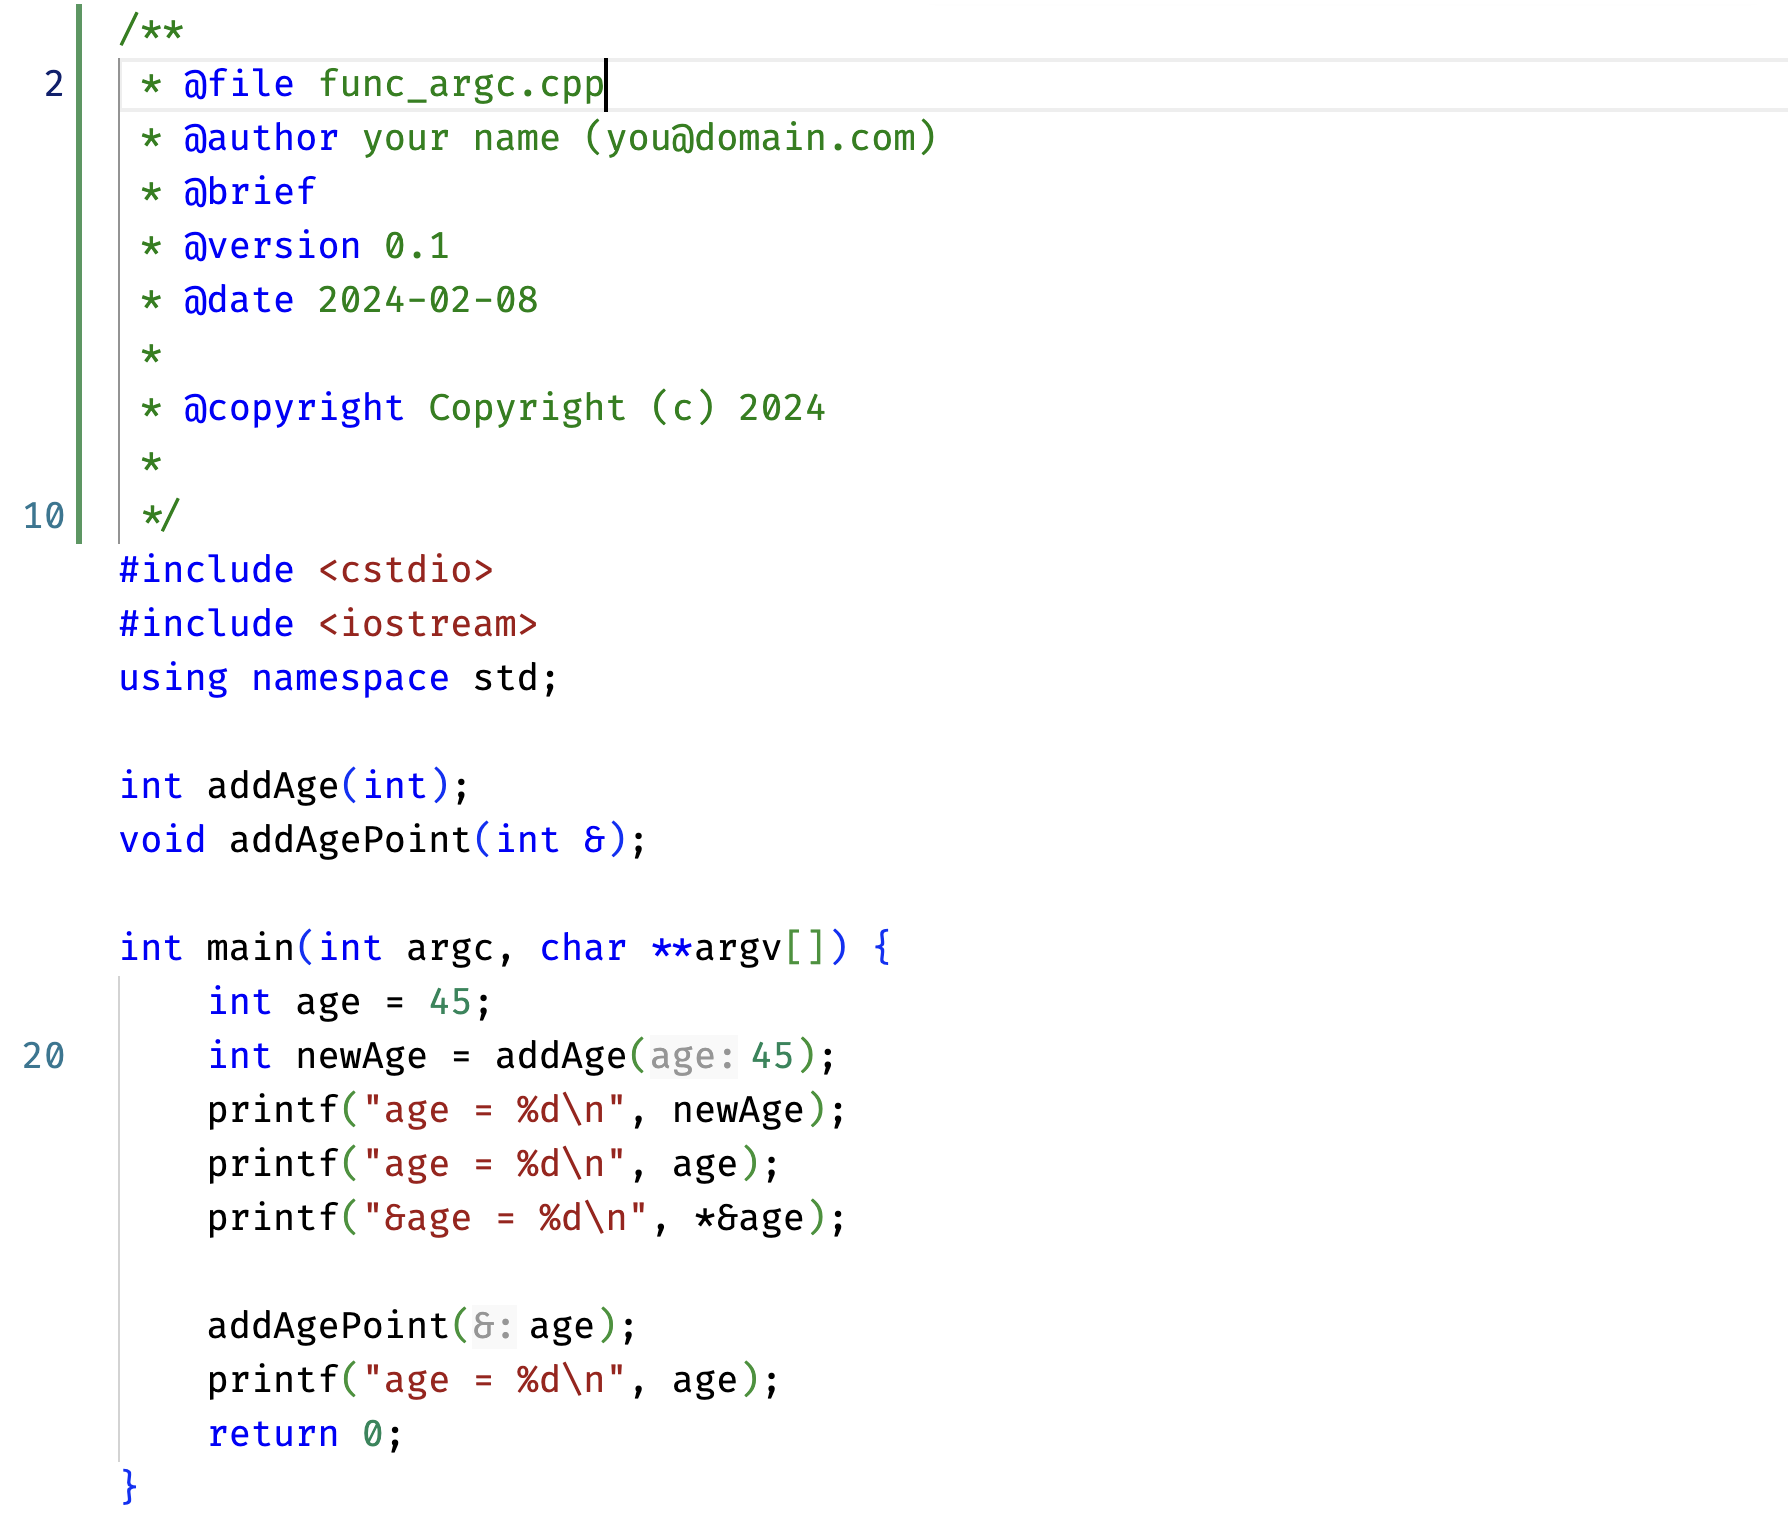 /**
2 * @file func_argc.cpp
* @author your name (you@domain.com)
* @brief
* @version 0.1
* @date 2024-02-08
*
* @copyright Copyright (c) 2024
*
10 */
#include <cstdio>
#include <iostream>
using namespace std;
int addAge(int);
void addAgePoint(int &);
int main(int argc, char **argv[]) {
int age = 45;
20 int newAge = addAge(age: 45);
printf("age = %d\n", newAge);
printf("age = %d\n", age);
printf("&age = %d\n", *&age);
addAgePoint(&: age);
printf("age = %d\n", age);
return 0;
}